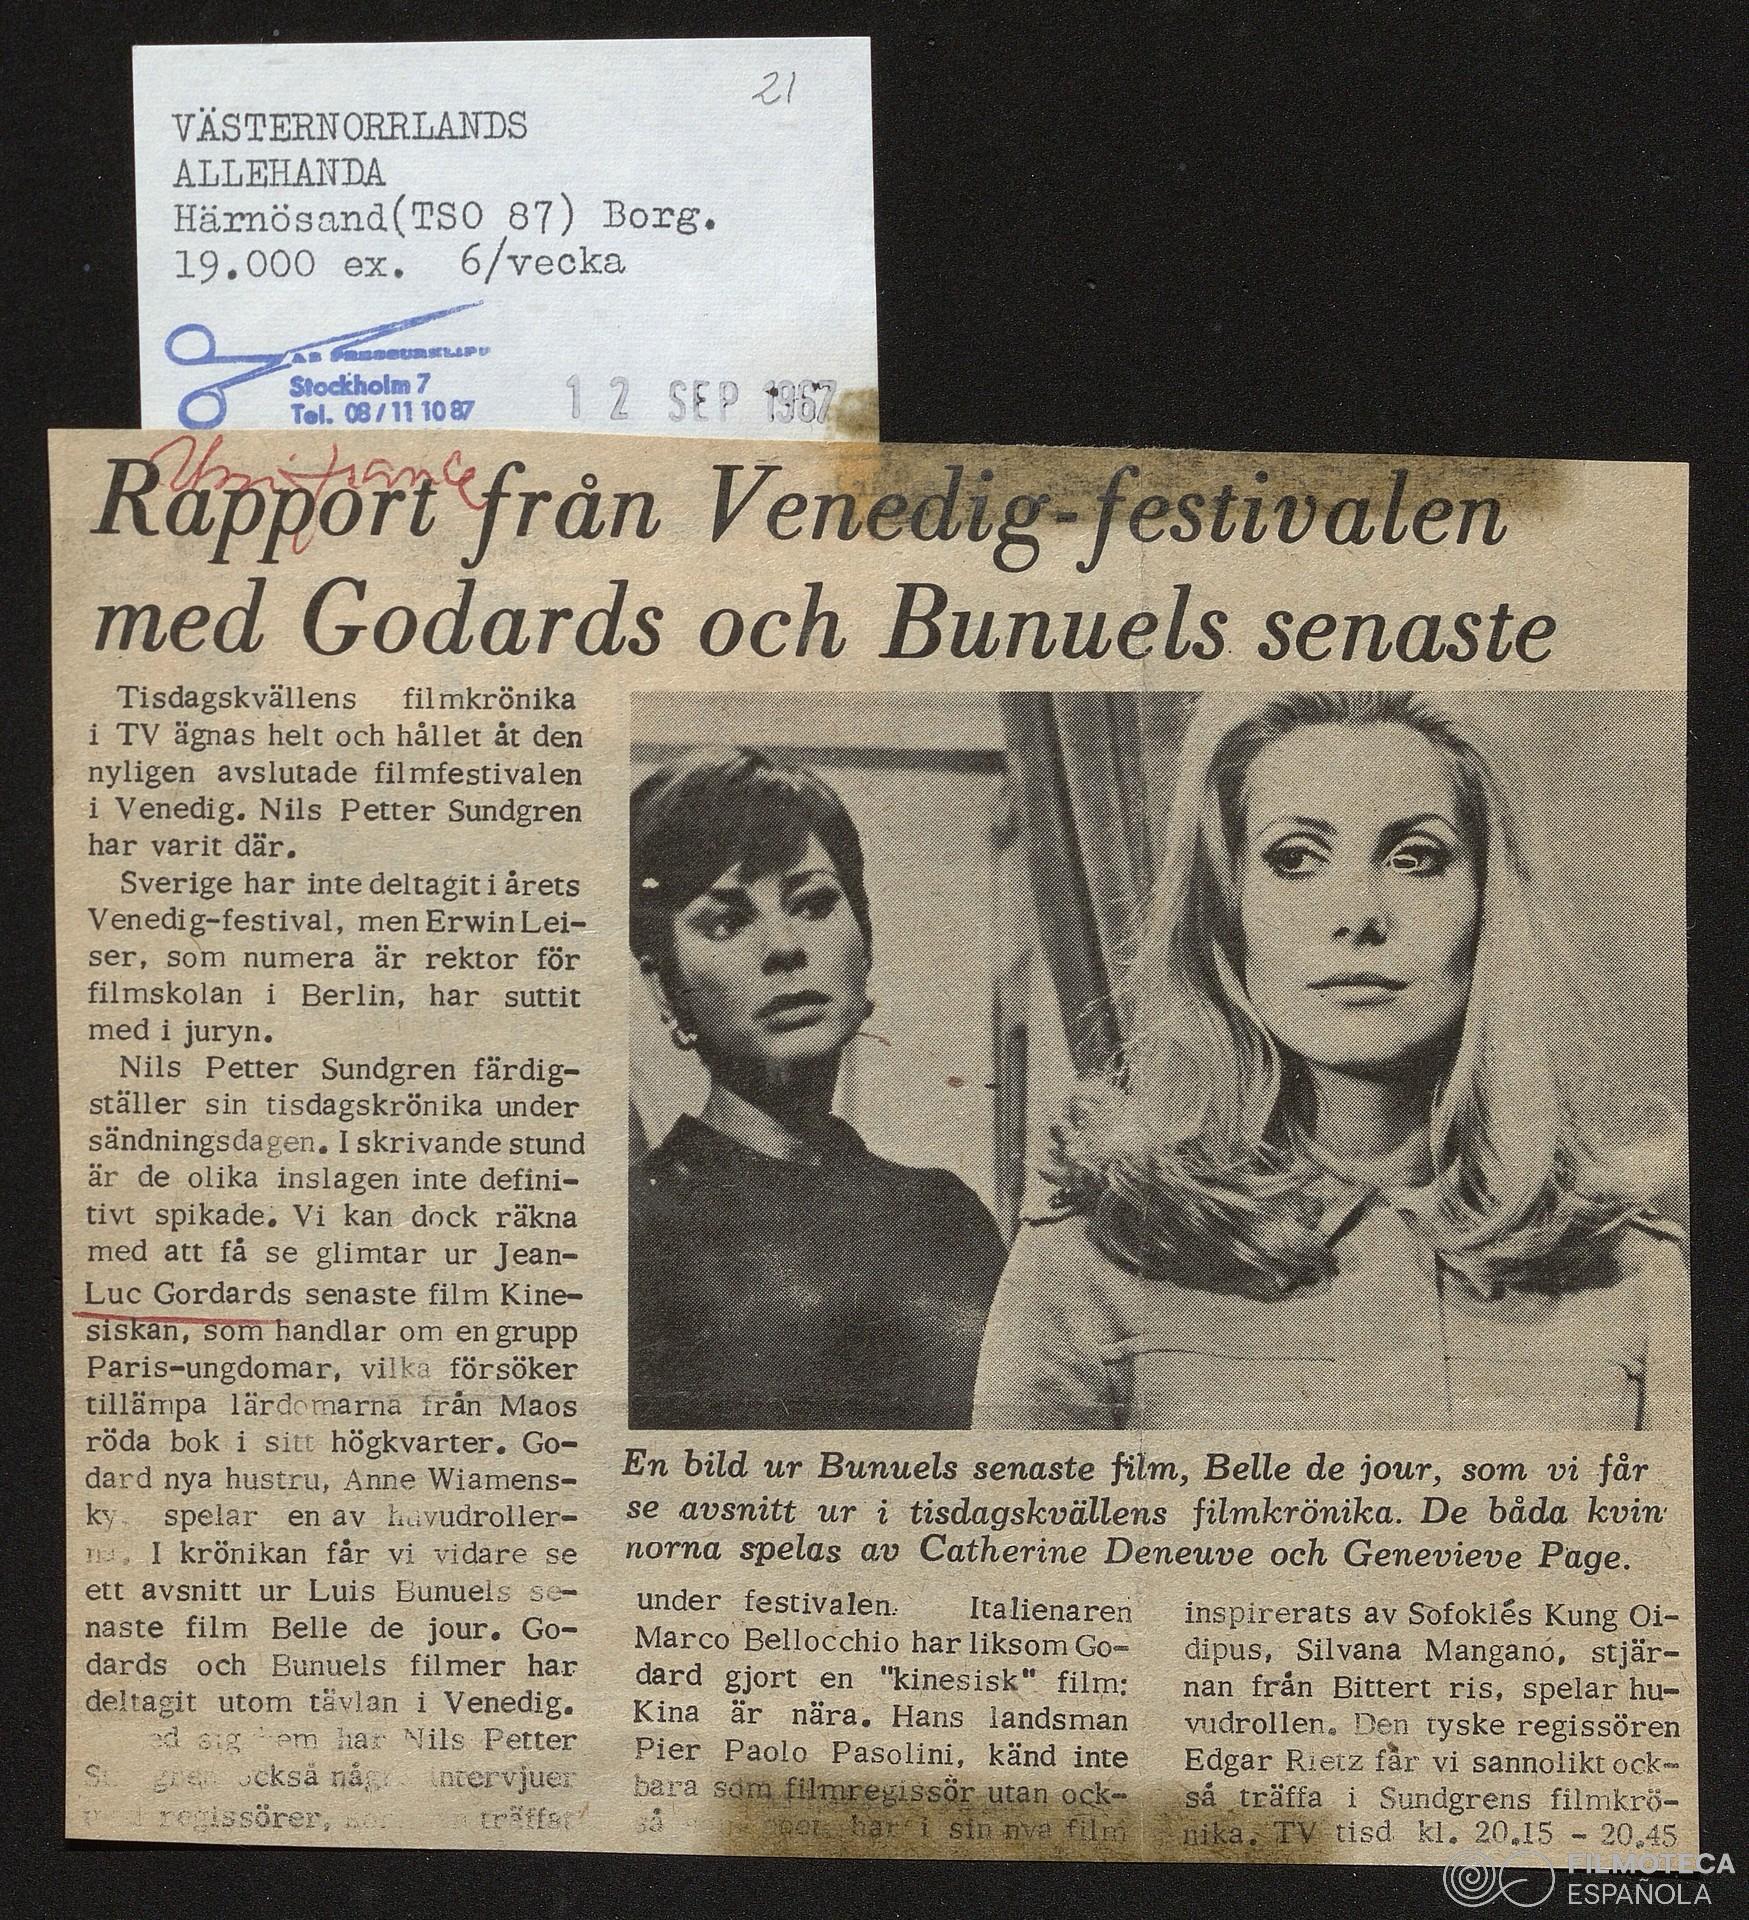 21
VÄSTERNORRLANDS
ALLEHANDA
Härnösand(TSO 87) Borg.
19.000 ex. 6/vecka
AB PRESSURKLIPP
Stockholm 7
Tel. 08/11 10 87
12 SEP 1967
Unifrance
Rapport från Venedig-festivalen
med Godards och Bunuels senaste
Tisdagskvällens filmkrönika
i TV ägnas helt och hållet åt den
nyligen avslutade filmfestivalen
i Venedig. Nils Petter Sundgren
har varit där.
Sverige har inte deltagit i årets
Venedig-festival, men Erwin Lei-
ser, som numera är rektor för
filmskolan i Berlin, har suttit
med i juryn.
Nils Petter Sundgren färdig-
ställer sin tisdagskrönika under
sändningsdagen. I skrivande stund
är de olika inslagen inte defini-
tivt spikade. Vi kan dock räkna
med att få se glimtar ur Jean-
Luc Gordards senaste film Kine-
siskan, som handlar om en grupp
Paris-ungdomar, vilka försöker
tillämpa lärdomarna från Maos
röda bok i sitt högkvarter. Go-
dard nya hustru, Anne Wiamens-
ky, spelar en av huvudroller-
na. I krönikan får vi vidare se
ett avsnitt ur Luis Bunuels se-
naste film Belle de jour. Go-
dards och Bunuels filmer har
deltagit utom tävlan i Venedig.
sig hem har Nils Petter
också intervjuer
regissörer, träffat
En bild ur Bunuels senaste film, Belle de jour, som vi får
se avsnitt ur i tisdagskvällens filmkrönika. De båda kvin
norna spelas av Catherine Deneuve och Genevieve Page.
under festivalen. Italienaren
Marco Bellocchio har liksom Go-
dard gjort en "kinesisk" film:
Kina är nära. Hans landsman
Pier Paolo Pasolini, känd inte
bara som filmregissör utan ock-
så poet, har i sin nya film
inspirerats av Sofoklés Kung Oi-
dipus, Silvana Mangano, stjär-
nan från Bittert ris, spelar hu-
vudrollen. Den tyske regissören
Edgar Rietz får vi sannolikt ock-
så träffa i Sundgrens filmkrö-
nika. TV tisd kl. 20.15 - 20.45
FILMOTECA
ESPAÑOLA